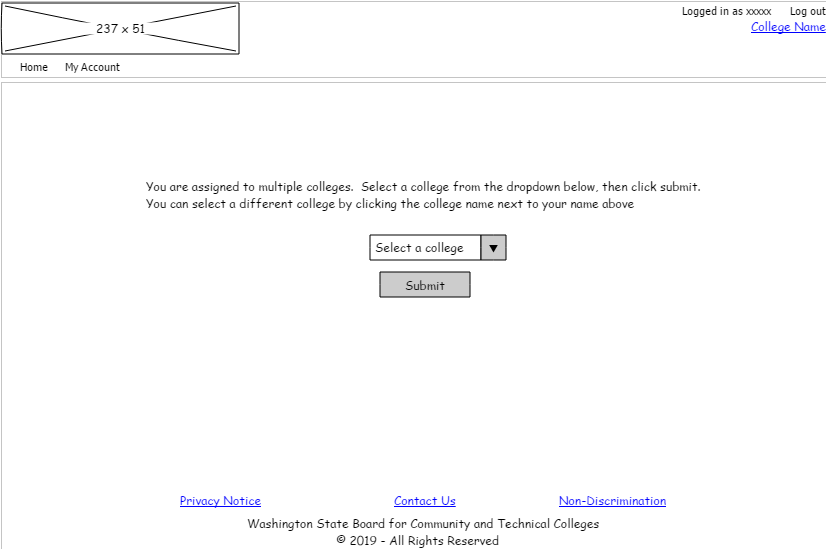 237 x 51
Logged in as xxxxx Log out
College Name
Home My Account
You are assigned to multiple colleges. Select a college from the dropdown below, then click submit.
You can select a different college by clicking the college name next to your name above
Select a college
Submit
Privacy Notice Contact Us Non-Discrimination
Washington State Board for Community and Technical Colleges
© 2019 - All Rights Reserved